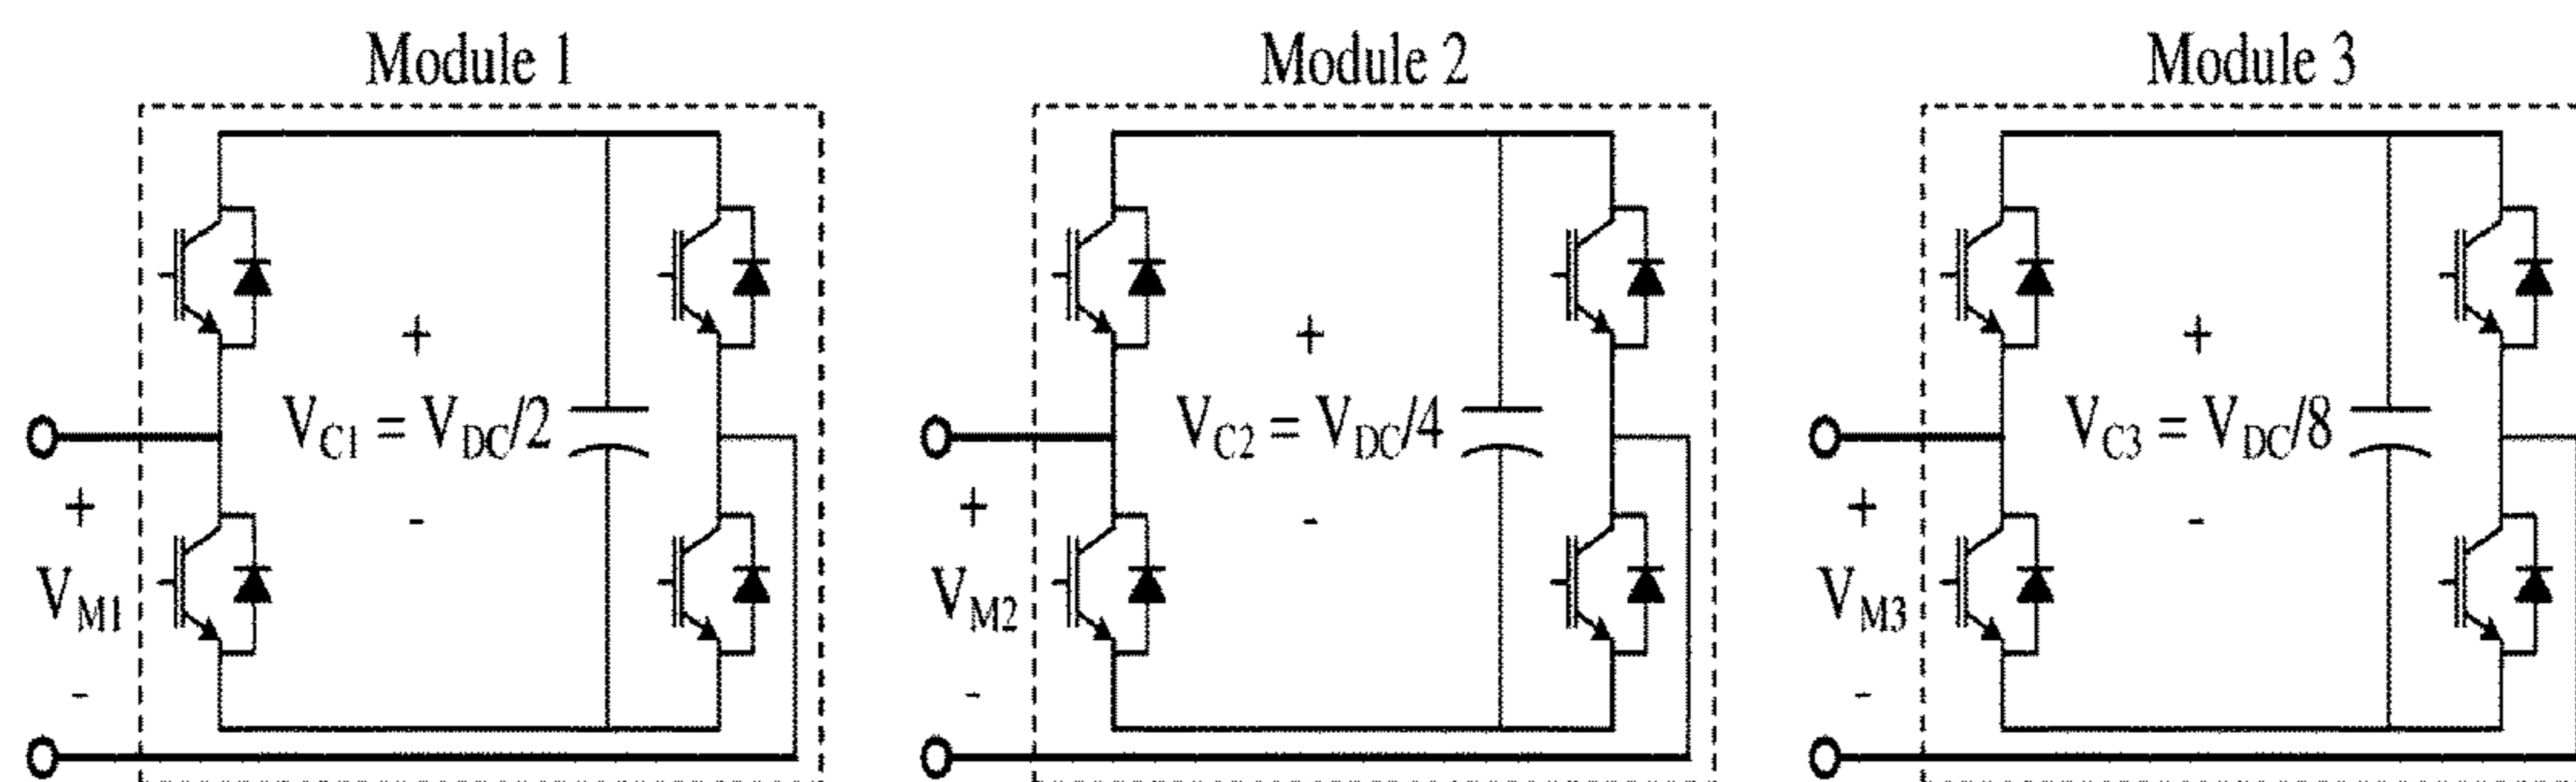 Module 1
Module 2
Module 3
+
+
+
V_C1 = V_DC/2
V_C2 = V_DC/4
V_C3 = V_DC/8
+
-
+
-
+
-
V_M1
V_M2
V_M3
-
-
-